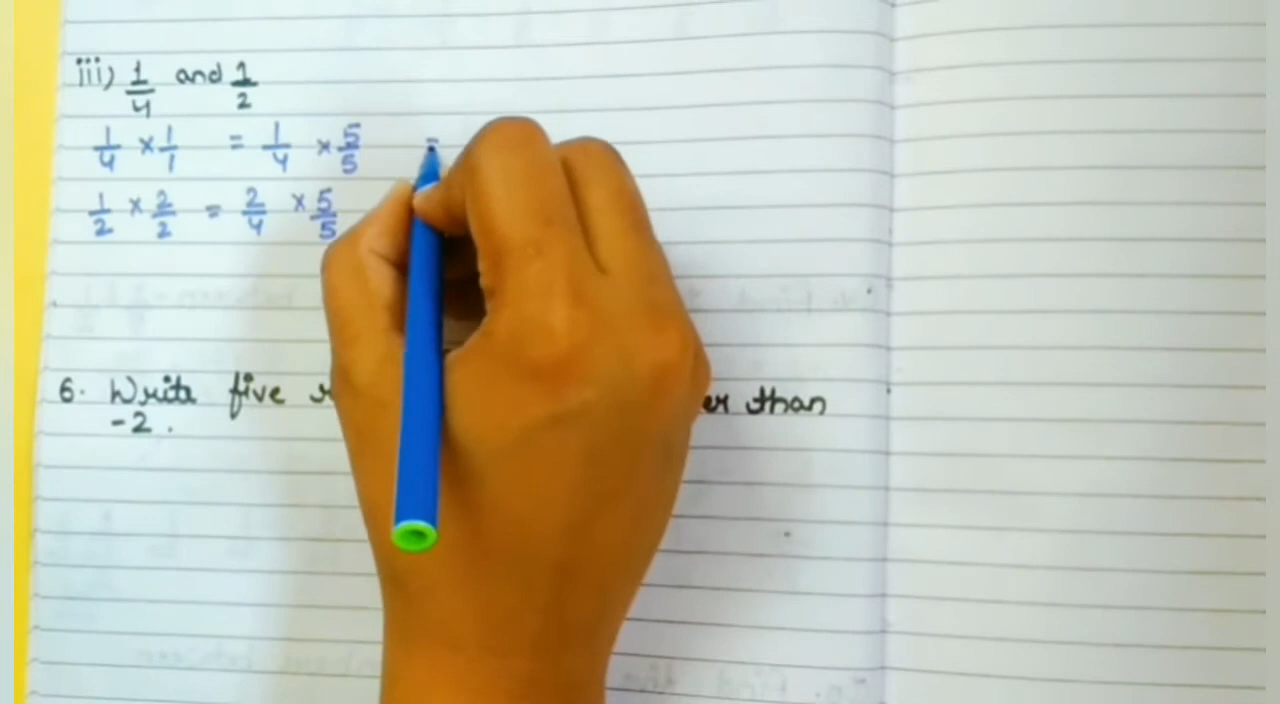 iii) 1/4 and 1/2
1/4 × 1/1 = 1/4 × 5/5 =
1/2 × 2/2 = 2/4 × 5/5
6. Write five er than
-2.